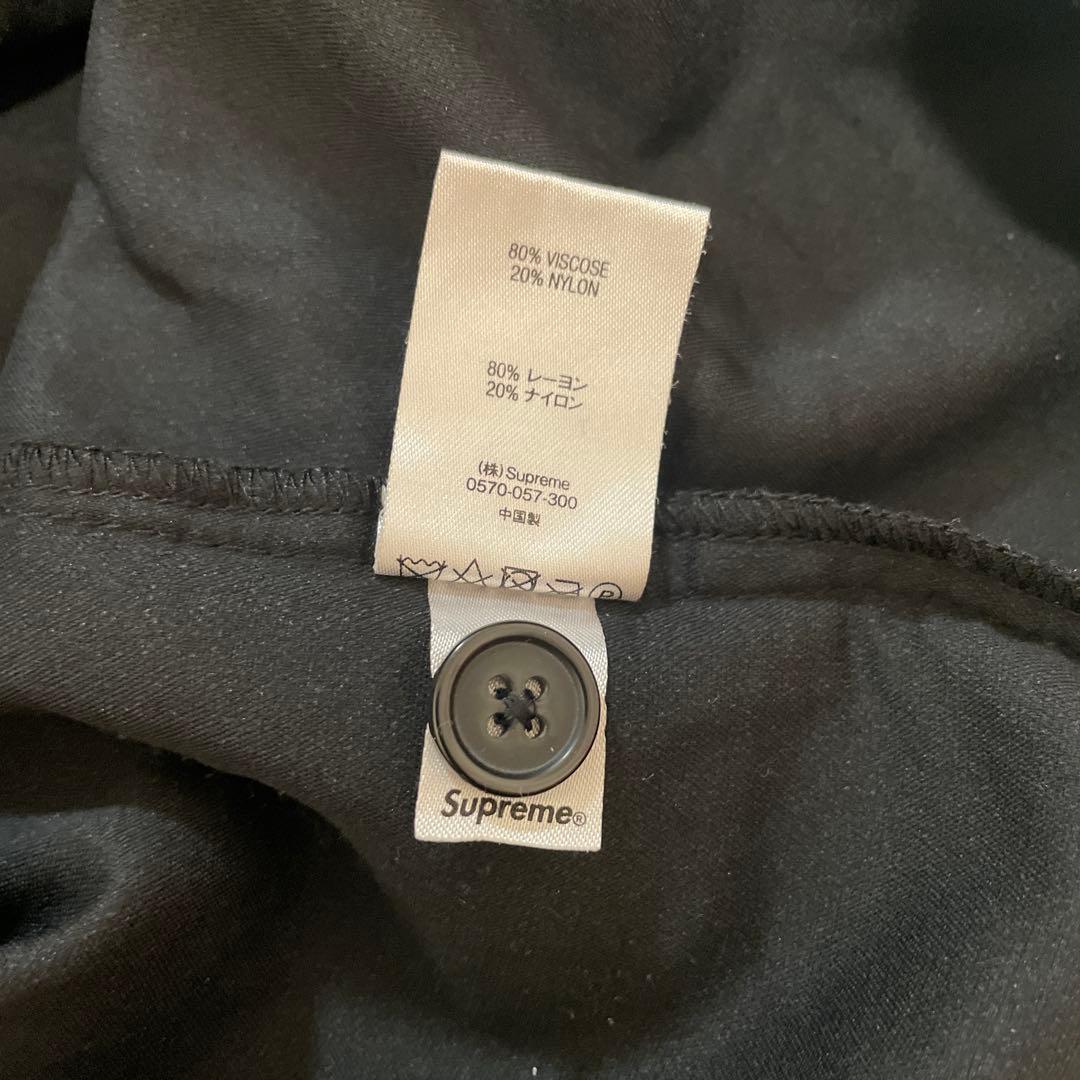 80% VISCOSE
20% NYLON
80% レーヨン
20% ナイロン
(株)Supreme
0570-057-300
中国製
P
Supreme®